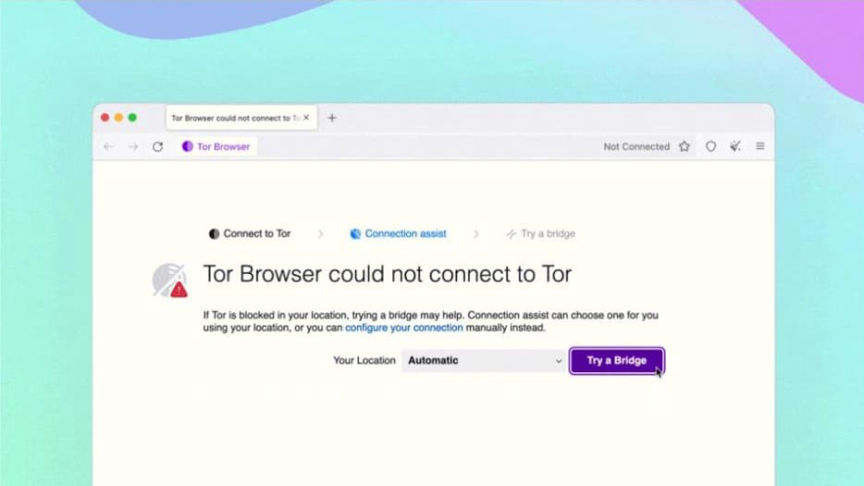 Tor Browser could not connect to
Tor Browser
Not Connected
Connect to Tor
Connection assist
Try a bridge
Tor Browser could not connect to Tor
If Tor is blocked in your location, trying a bridge may help. Connection assist can choose one for you
using your location, or you can configure your connection manually instead.
Your Location
Automatic
Try a Bridge